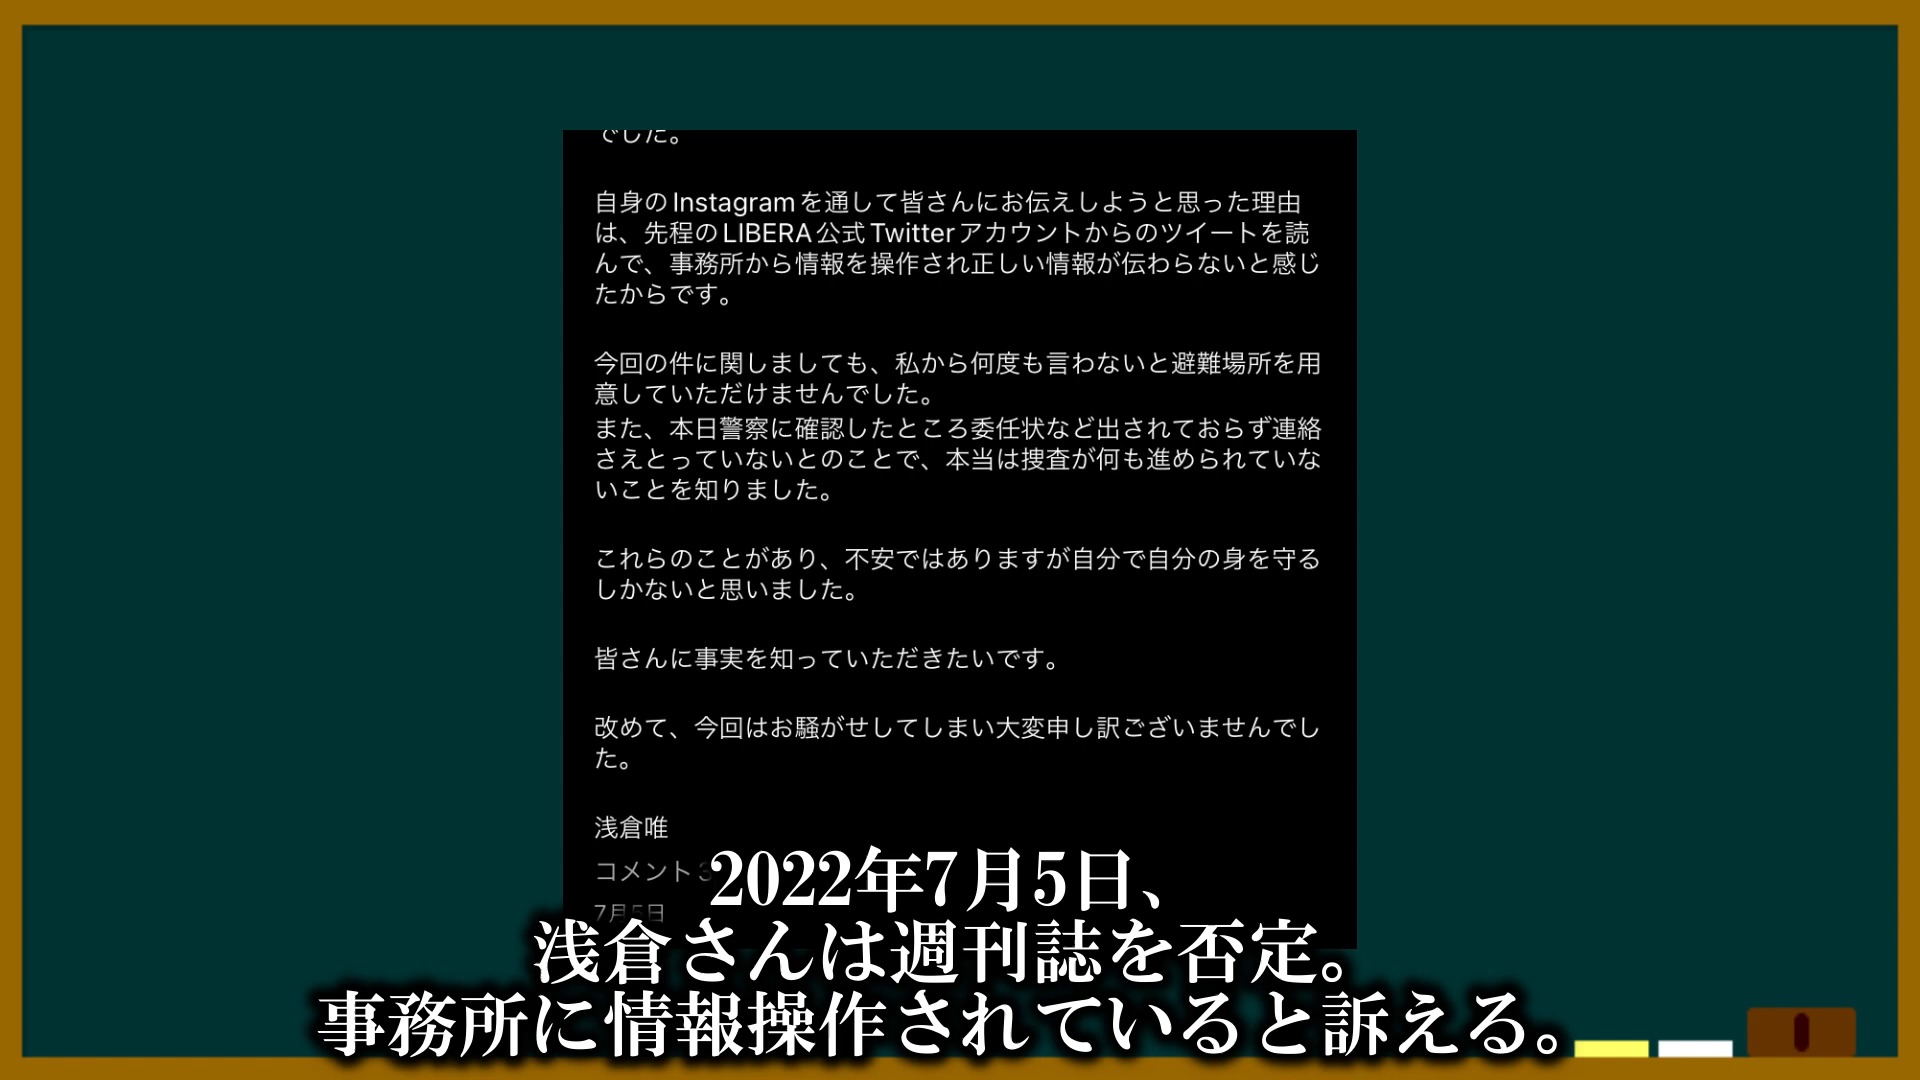 でした。
自身のInstagramを通して皆さんにお伝えしようと思った理由
は、先程のLIBERA公式Twitterアカウントからのツイートを読
んで、事務所から情報を操作され正しい情報が伝わらないと感じ
たからです。
今回の件に関しましても、私から何度も言わないと避難場所を用
意していただけませんでした。
また、本日警察に確認したところ委任状など出されておらず連絡
さえとっていないとのことで、本当は捜査が何も進められていな
いことを知りました。
これらのことがあり、不安ではありますが自分で自分の身を守る
しかないと思いました。
皆さんに事実を知っていただきたいです。
改めて、今回はお騒がせしてしまい大変申し訳ございませんでし
た。
浅倉唯
コメント 3
7月5日
2022年7月5日、
浅倉さんは週刊誌を否定。
事務所に情報操作されていると訴える。